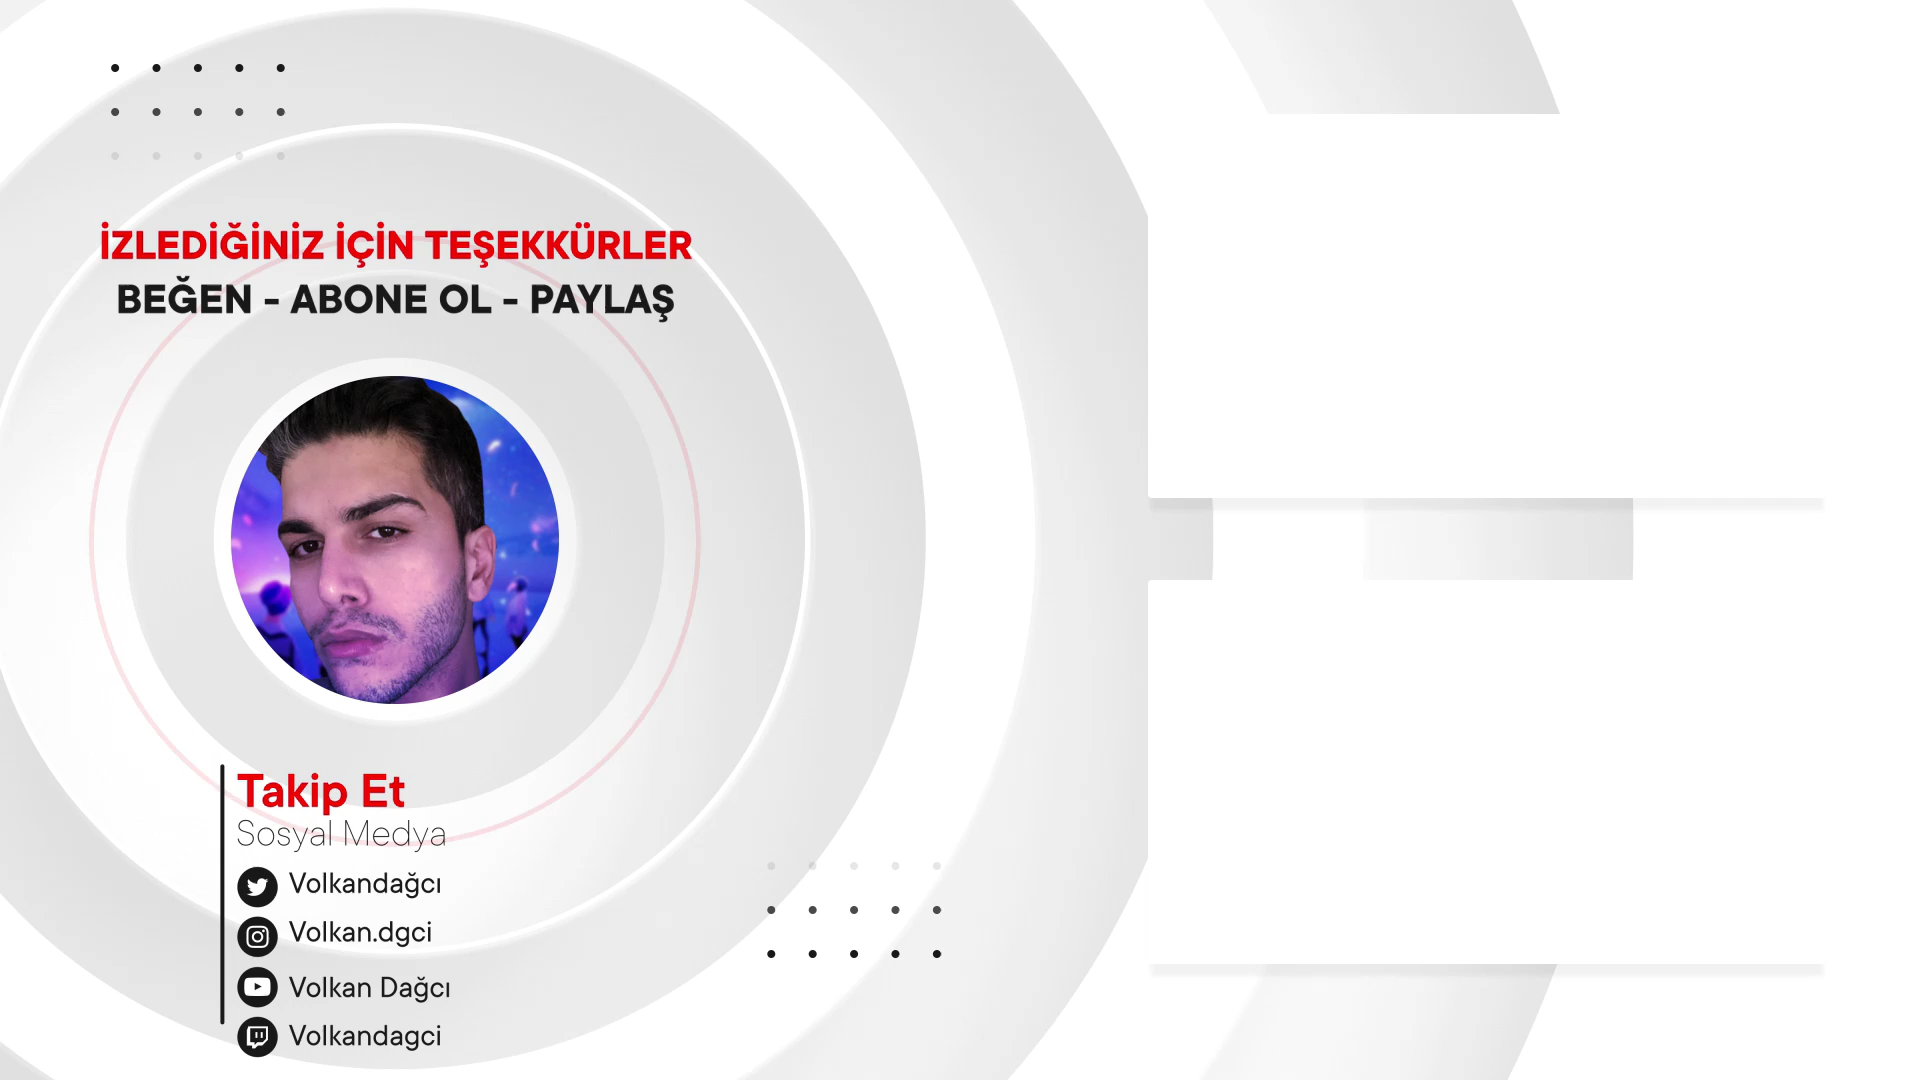 İZLEDİĞİNİZ İÇİN TEŞEKKÜRLER
BEĞEN - ABONE OL - PAYLAŞ
Takip Et
Sosyal Medya
Volkandağcı
Volkan.dgci
Volkan Dağcı
Volkandagci